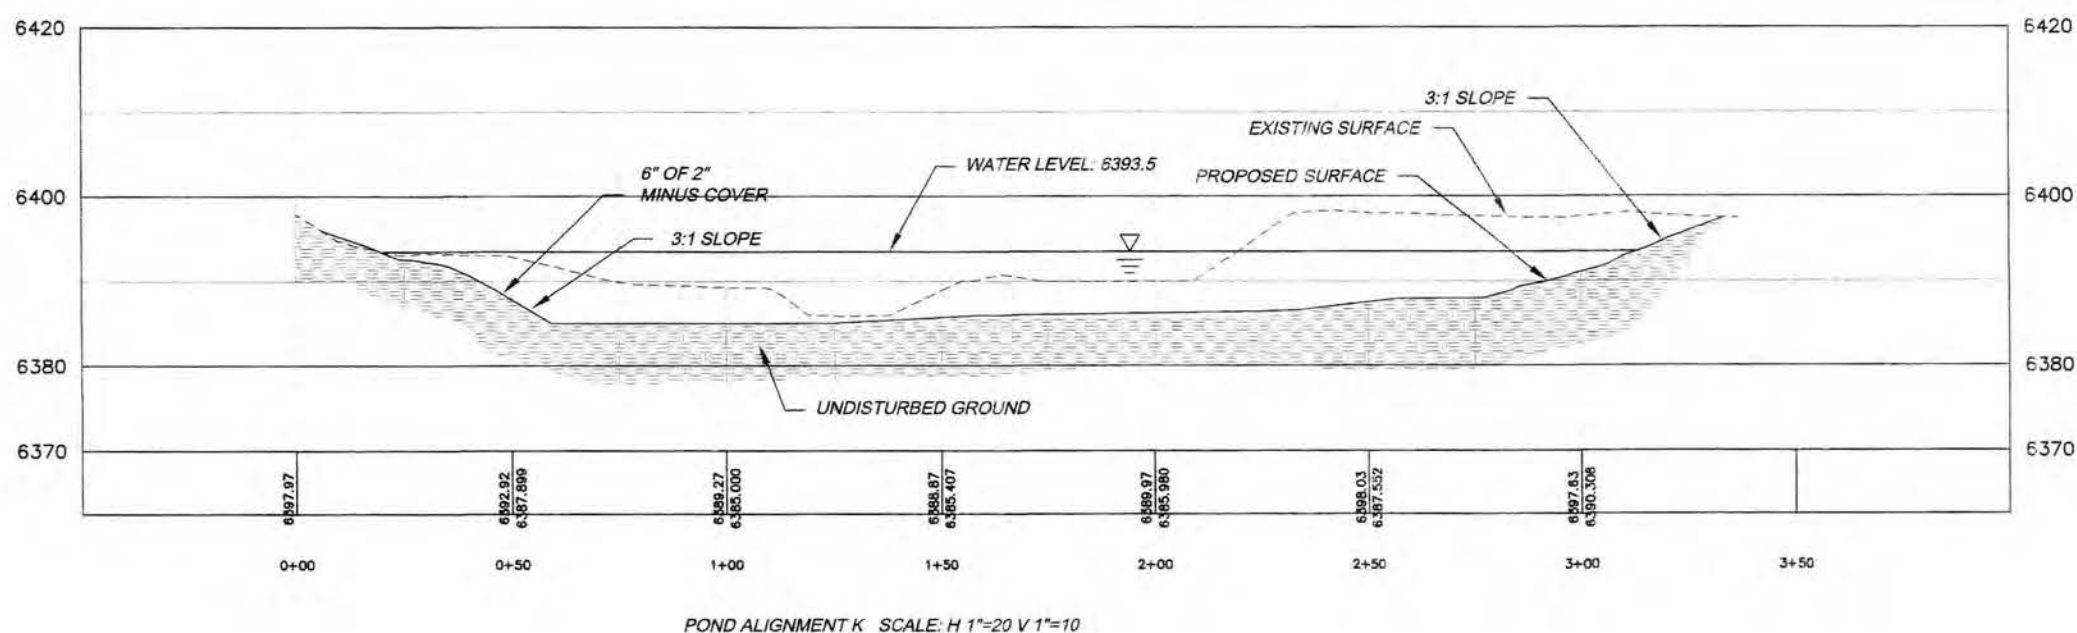 6420 6420
3:1 SLOPE
EXISTING SURFACE
6" OF 2"
MINUS COVER
WATER LEVEL: 6393.5
PROPOSED SURFACE
6400 6400
3:1 SLOPE
6380 6380
UNDISTURBED GROUND
6370 6370
6397.97
6392.92
6387.899
6389.27
6385.000
6388.87
6385.407
6389.97
6385.980
6398.03
6387.552
6397.63
6390.308
0+00 0+50 1+00 1+50 2+00 2+50 3+00 3+50
POND ALIGNMENT K SCALE: H 1"=20 V 1"=10